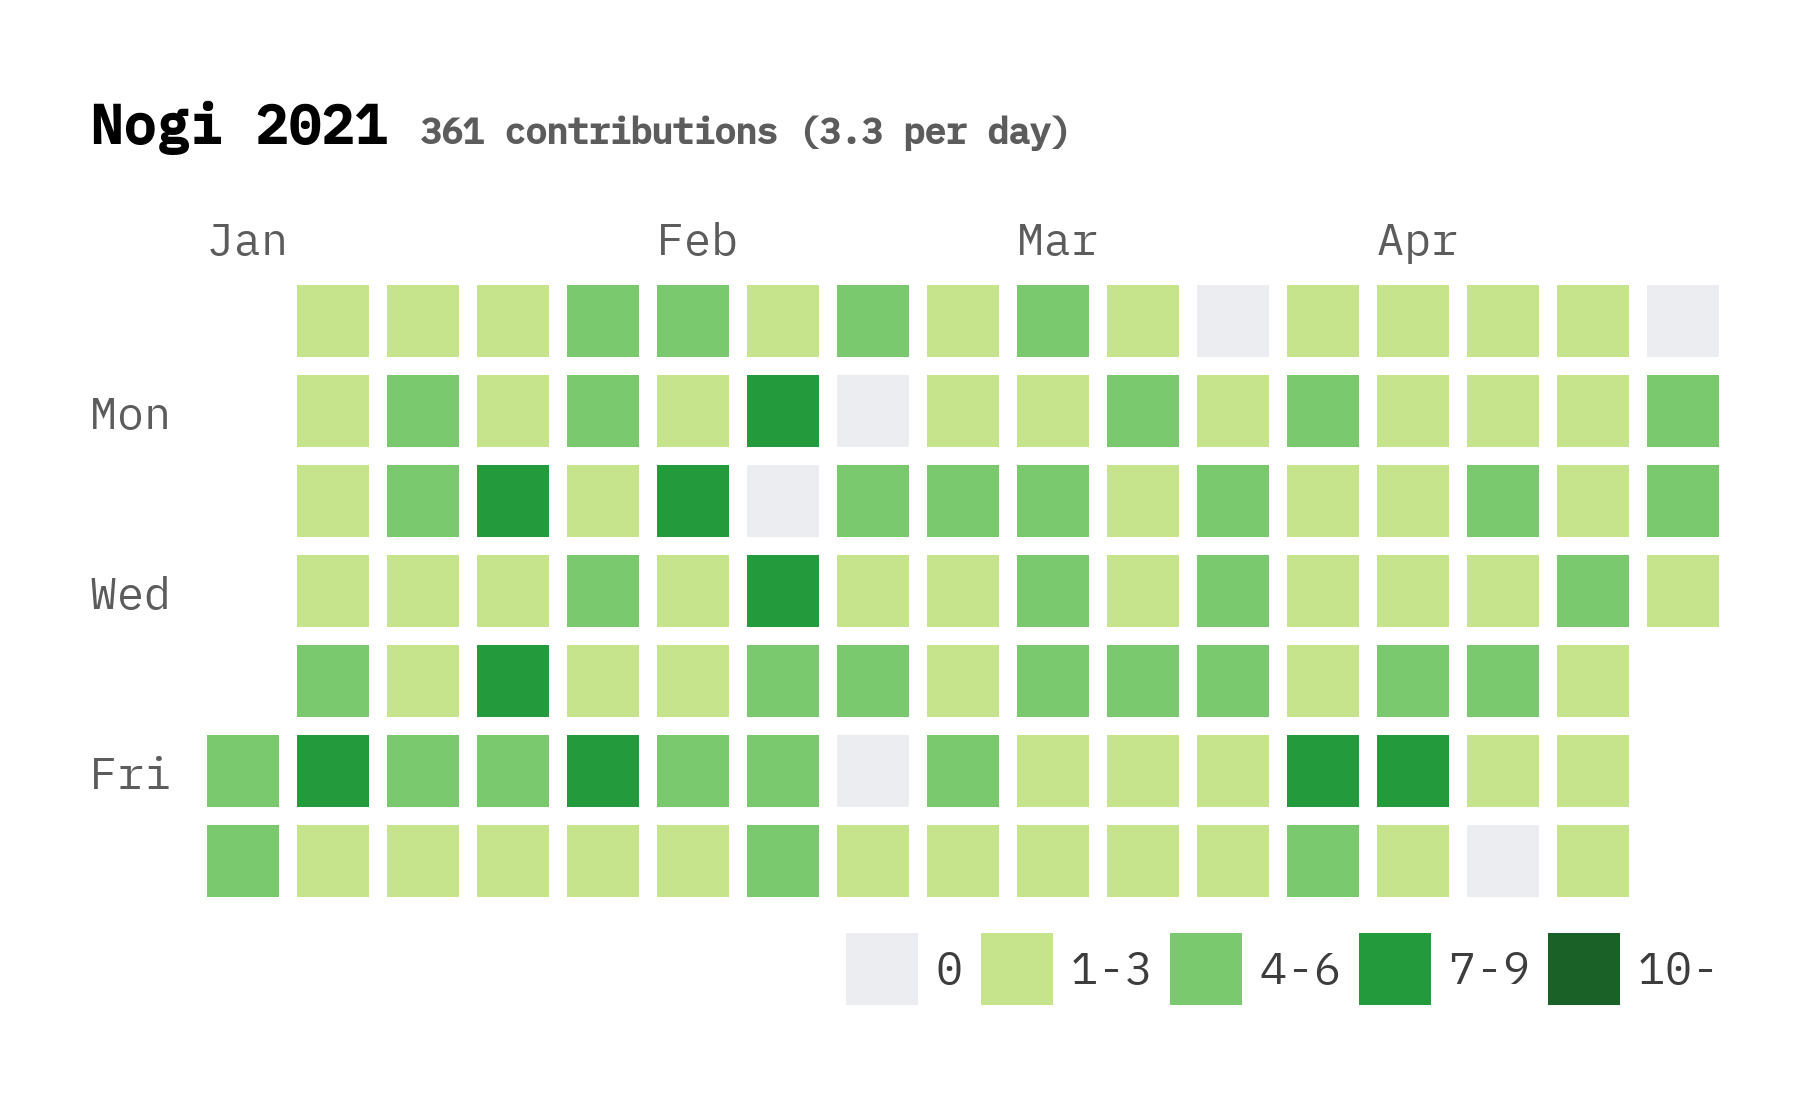 Nogi 2021 361 contributions (3.3 per day)
Jan Feb Mar Apr
Mon
Wed
Fri
0 1-3 4-6 7-9 10-